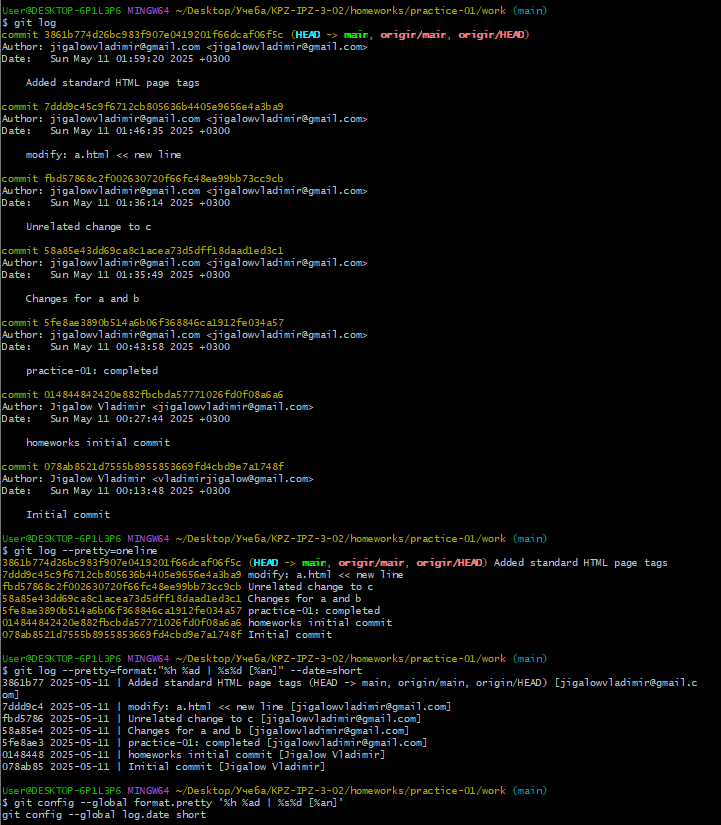 User@DESKTOP-6P1L3P6 MINGW64 ~/Desktop/Учеба/KPZ-IPZ-3-02/homeworks/practice-01/work (main)
$ git log
commit 3861b774d26bc983f907e0419201f66dcaf06f5c (HEAD -> main, origin/main, origin/HEAD)
Author: jigalowvladimir@gmail.com <jigalowvladimir@gmail.com>
Date:   Sun May 11 01:59:20 2025 +0300
Added standard HTML page tags
commit 7ddd9c45c9f6712cb805636b4405e9656e4a3ba9
Author: jigalowvladimir@gmail.com <jigalowvladimir@gmail.com>
Date:   Sun May 11 01:46:35 2025 +0300
modify: a.html << new line
commit fbd57868c2f002630720f66fc48ee99bb73cc9cb
Author: jigalowvladimir@gmail.com <jigalowvladimir@gmail.com>
Date:   Sun May 11 01:36:14 2025 +0300
Unrelated change to c
commit 58a85e43dd69ca8c1acea73d5dff18daad1ed3c1
Author: jigalowvladimir@gmail.com <jigalowvladimir@gmail.com>
Date:   Sun May 11 01:35:49 2025 +0300
Changes for a and b
commit 5fe8ae3890b514a6b06f368846ca1912fe034a57
Author: jigalowvladimir@gmail.com <jigalowvladimir@gmail.com>
Date:   Sun May 11 00:43:58 2025 +0300
practice-01: completed
commit 014844842420e882fbcbda57771026fd0f08a6a6
Author: Jigalow Vladimir <jigalowvladimir@gmail.com>
Date:   Sun May 11 00:27:44 2025 +0300
homeworks initial commit
commit 078ab8521d7555b8955853669fd4cbd9e7a1748f
Author: Jigalow Vladimir <vladimirjigalow@gmail.com>
Date:   Sun May 11 00:13:48 2025 +0300
Initial commit
User@DESKTOP-6P1L3P6 MINGW64 ~/Desktop/Учеба/KPZ-IPZ-3-02/homeworks/practice-01/work (main)
$ git log --pretty=oneline
3861b774d26bc983f907e0419201f66dcaf06f5c (HEAD -> main, origin/main, origin/HEAD) Added standard HTML page tags
7ddd9c45c9f6712cb805636b4405e9656e4a3ba9 modify: a.html << new line
fbd57868c2f002630720f66fc48ee99bb73cc9cb Unrelated change to c
58a85e43dd69ca8c1acea73d5dff18daad1ed3c1 Changes for a and b
5fe8ae3890b514a6b06f368846ca1912fe034a57 practice-01: completed
014844842420e882fbcbda57771026fd0f08a6a6 homeworks initial commit
078ab8521d7555b8955853669fd4cbd9e7a1748f Initial commit
User@DESKTOP-6P1L3P6 MINGW64 ~/Desktop/Учеба/KPZ-IPZ-3-02/homeworks/practice-01/work (main)
$ git log --pretty=format:"%h %ad | %s%d [%an]" --date=short
3861b77 2025-05-11 | Added standard HTML page tags (HEAD -> main, origin/main, origin/HEAD) [jigalowvladimir@gmail.c
om]
7ddd9c4 2025-05-11 | modify: a.html << new line [jigalowvladimir@gmail.com]
fbd5786 2025-05-11 | Unrelated change to c [jigalowvladimir@gmail.com]
58a85e4 2025-05-11 | Changes for a and b [jigalowvladimir@gmail.com]
5fe8ae3 2025-05-11 | practice-01: completed [jigalowvladimir@gmail.com]
0148448 2025-05-11 | homeworks initial commit [Jigalow Vladimir]
078ab85 2025-05-11 | Initial commit [Jigalow Vladimir]
User@DESKTOP-6P1L3P6 MINGW64 ~/Desktop/Учеба/KPZ-IPZ-3-02/homeworks/practice-01/work (main)
$ git config --global format.pretty '%h %ad | %s%d [%an]'
git config --global log.date short